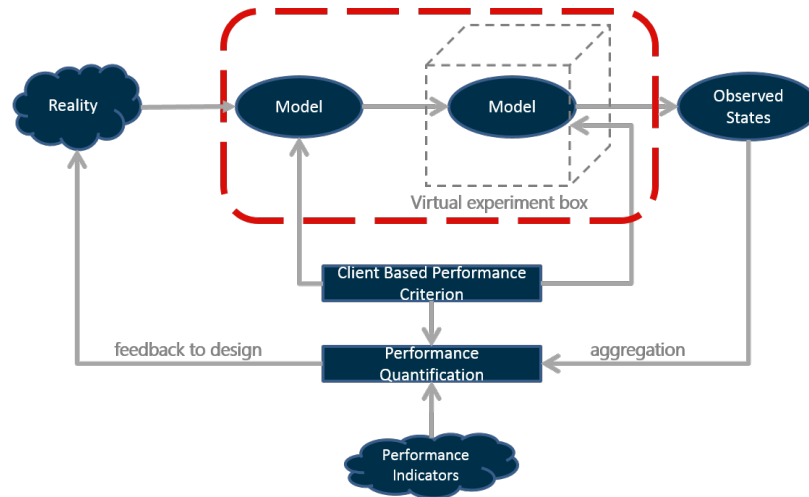 Reality
Model
Model
Observed
States
Virtual experiment box
Client Based Performance
Criterion
feedback to design
Performance
Quantification
aggregation
Performance
Indicators